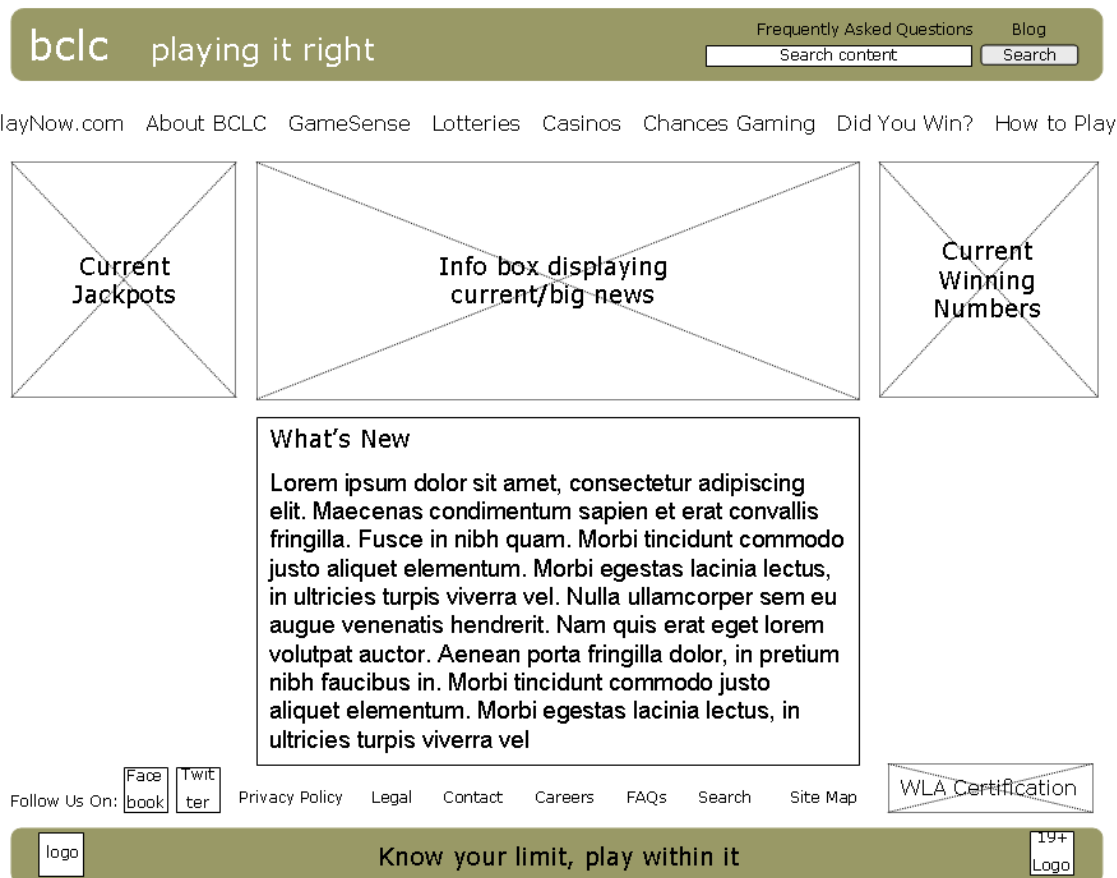 Frequently Asked Questions Blog
bclc playing it right
Search content Search
layNow.com About BCLC GameSense Lotteries Casinos Chances Gaming Did You Win? How to Play
Current
Jackpots
Info box displaying
current/big news
Current
Winning
Numbers
What's New
Lorem ipsum dolor sit amet, consectetur adipiscing
elit. Maecenas condimentum sapien et erat convallis
fringilla. Fusce in nibh quam. Morbi tincidunt commodo
justo aliquet elementum. Morbi egestas lacinia lectus,
in ultricies turpis viverra vel. Nulla ullamcorper sem eu
augue venenatis hendrerit. Nam quis erat eget lorem
volutpat auctor. Aenean porta fringilla dolor, in pretium
nibh faucibus in. Morbi tincidunt commodo justo
aliquet elementum. Morbi egestas lacinia lectus, in
ultricies turpis viverra vel
Follow Us On:
Face
book
Twit
ter
Privacy Policy Legal Contact Careers FAQs Search Site Map
WLA Certification
logo
Know your limit, play within it
19+
Logo